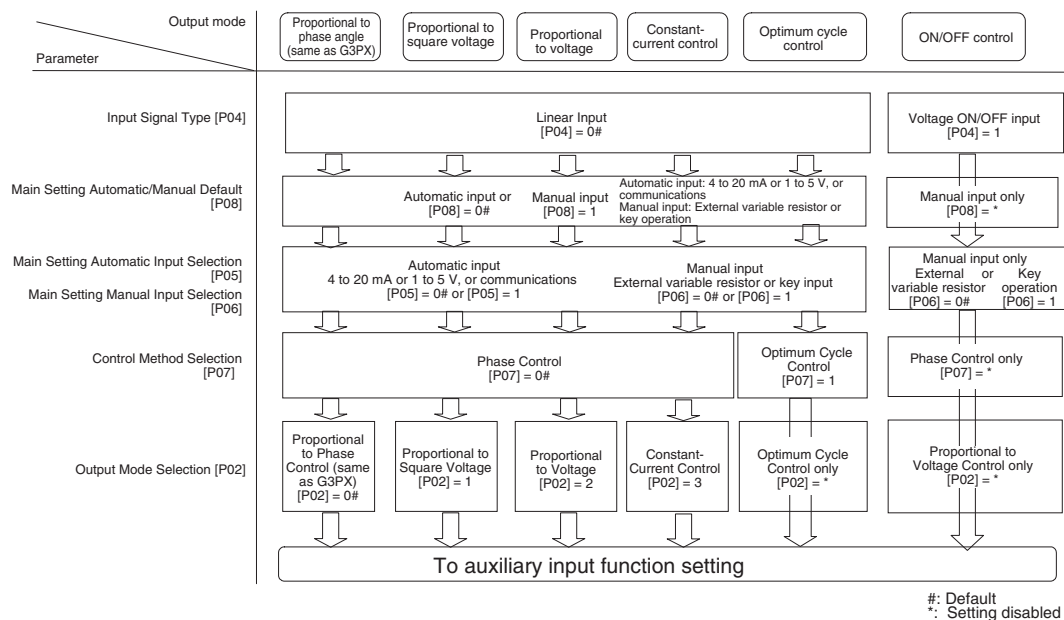 Output mode
Parameter
Proportional to
phase angle
(same as G3PX)
Proportional to
square voltage
Proportional
to voltage
Constant-
current control
Optimum cycle
control
ON/OFF control
Input Signal Type [P04]
Linear Input
[P04] = 0#
Voltage ON/OFF input
[P04] = 1
Main Setting Automatic/Manual Default
[P08]
Automatic input or
[P08] = 0#
Manual input
[P08] = 1
Automatic input: 4 to 20 mA or 1 to 5 V, or
communications
Manual input: External variable resistor or
key operation
Manual input only
[P08] = *
Main Setting Automatic Input Selection
[P05]
Main Setting Manual Input Selection
[P06]
Automatic input
4 to 20 mA or 1 to 5 V, or communications
[P05] = 0# or [P05] = 1
Manual input
External variable resistor or key input
[P06] = 0# or [P06] = 1
Manual input only
External or Key
variable resistor operation
[P06] = 0# [P06] = 1
Control Method Selection
[P07]
Phase Control
[P07] = 0#
Optimum Cycle
Control
[P07] = 1
Phase Control only
[P07] = *
Output Mode Selection [P02]
Proportional
to Phase
Control (same
as G3PX)
[P02] = 0#
Proportional to
Square Voltage
[P02] = 1
Proportional
to Voltage
[P02] = 2
Constant-
Current Control
[P02] = 3
Optimum Cycle
Control only
[P02] = *
Proportional to
Voltage Control only
[P02] = *
To auxiliary input function setting
#: Default
*: Setting disabled